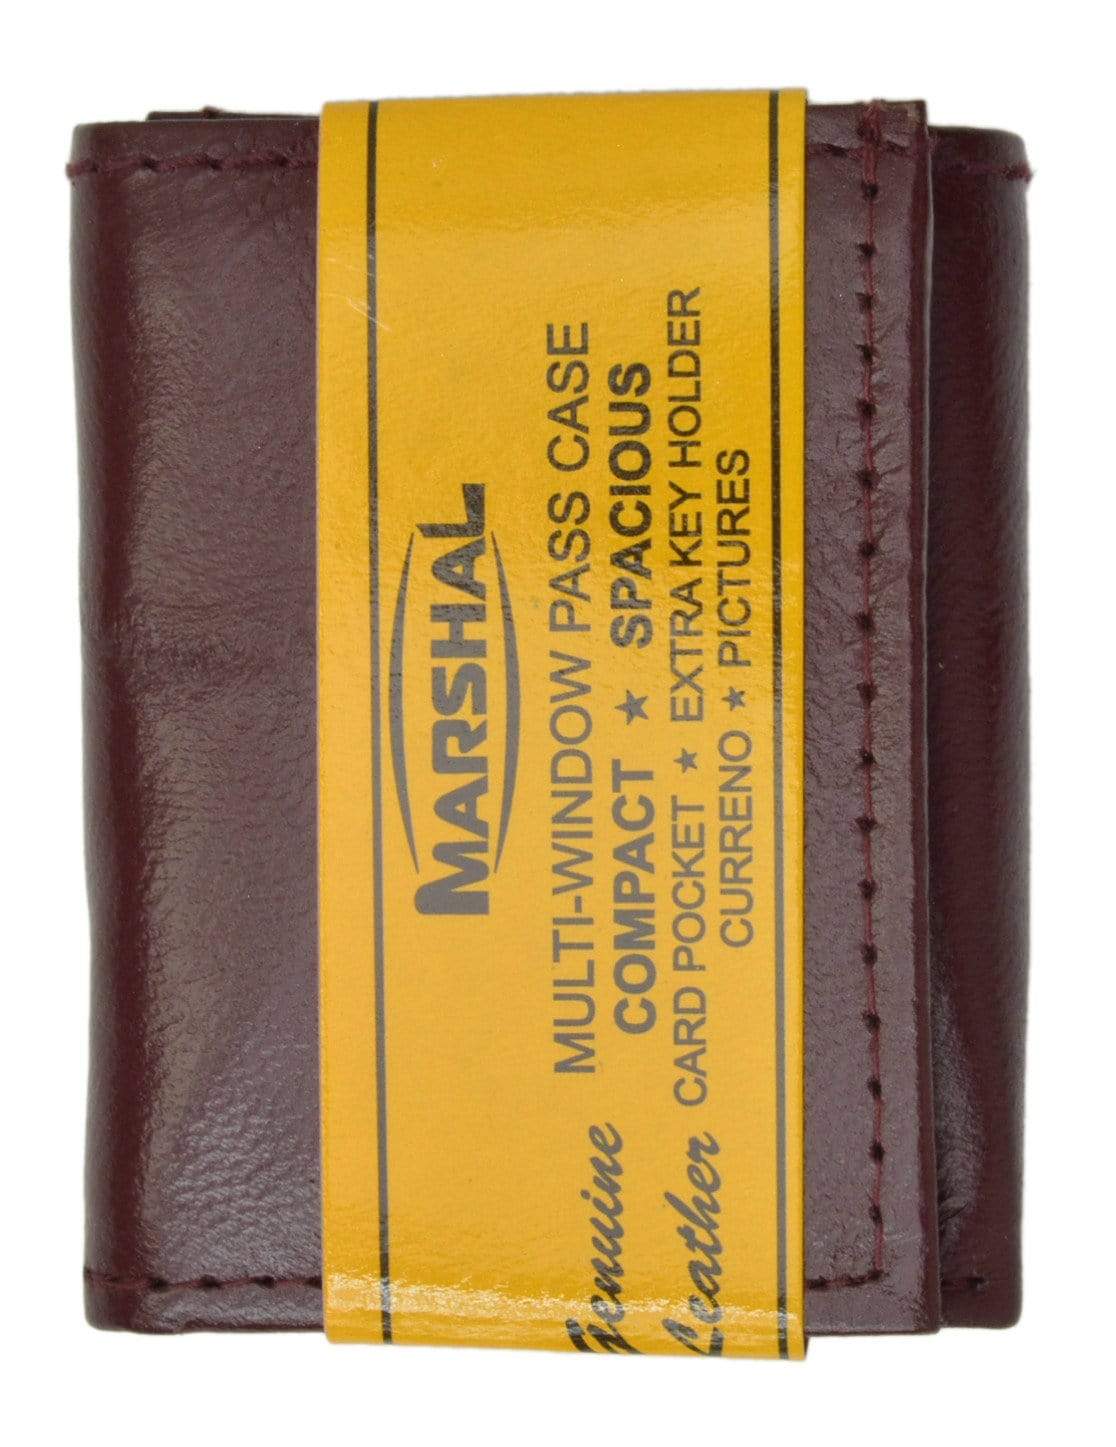 MARSHAL
MULTI-WINDOW PASS CASE
COMPACT ★ SPACIOUS
CARD POCKET ★ EXTRA KEY HOLDER
CURRENO ★ PICTURES
Genuine
Leather